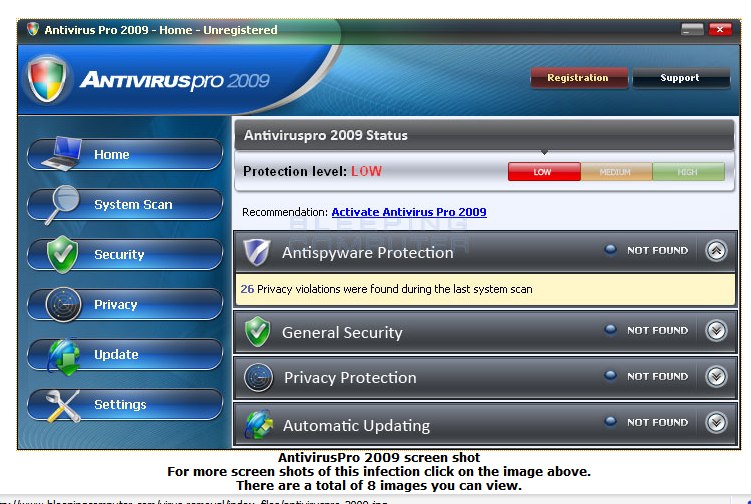 Antivirus Pro 2009 - Home - Unregistered
ANTIVIRUSpro 2009
Registration
Support
Home
System Scan
Security
Privacy
Update
Settings
Antiviruspro 2009 Status
Protection level: LOW
LOW
MEDIUM
HIGH
Recommendation: Activate Antivirus Pro 2009
BLEEPING
COMPUTER
Antispyware Protection
NOT FOUND
26 Privacy violations were found during the last system scan
General Security
NOT FOUND
Privacy Protection
NOT FOUND
Automatic Updating
NOT FOUND
AntivirusPro 2009 screen shot
For more screen shots of this infection click on the image above.
There are a total of 8 images you can view.